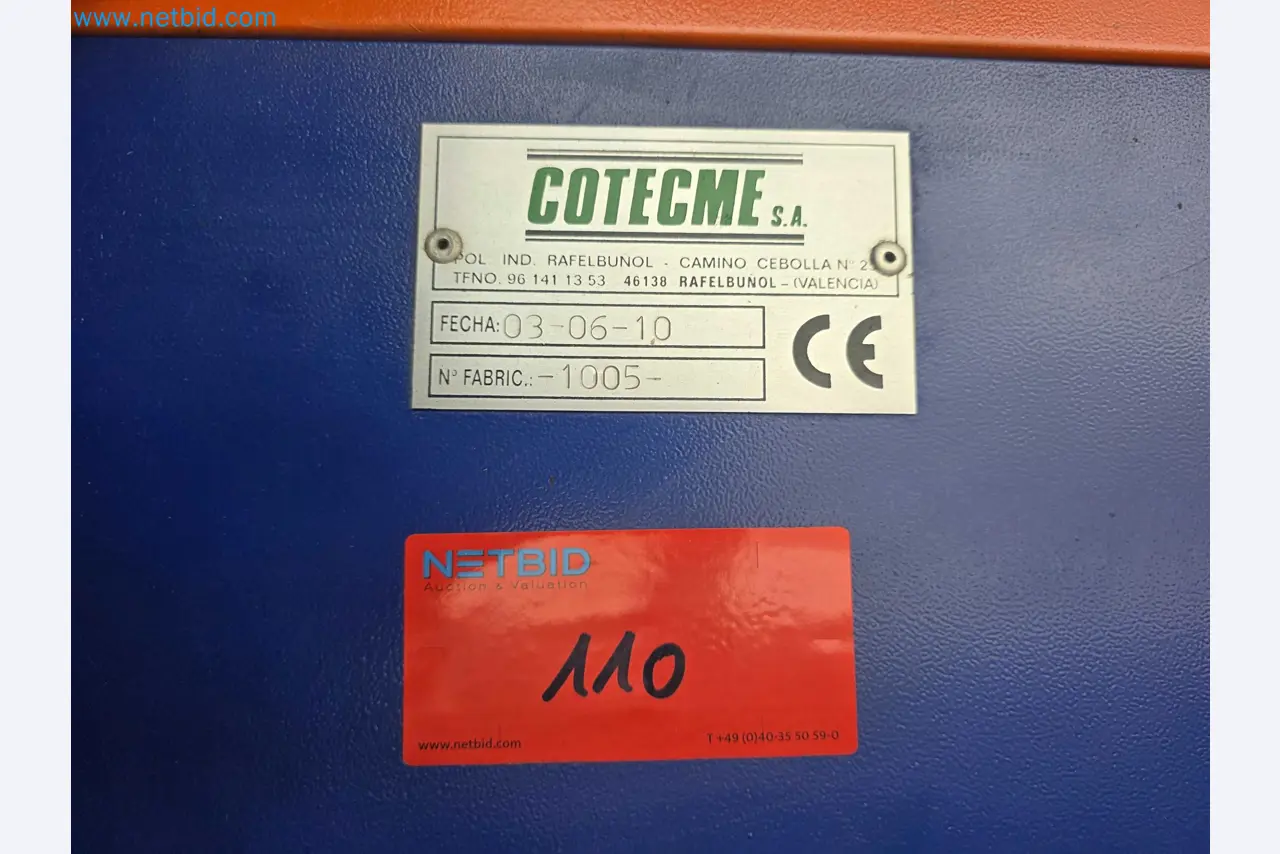 www.netbid.com
COTECME S.A.
POL IND. RAFELBUNOL - CAMINO CEBOLLA Nº
TFNO. 96 141 13 53 46138 RAFELBUNOL - (VALENCIA)
FECHA: 03-06-10
CE
Nº FABRIC.: -1005-
NETBID
Auction & Valuation
110
www.netbid.com
T +49 (0)40-35 50 59-0